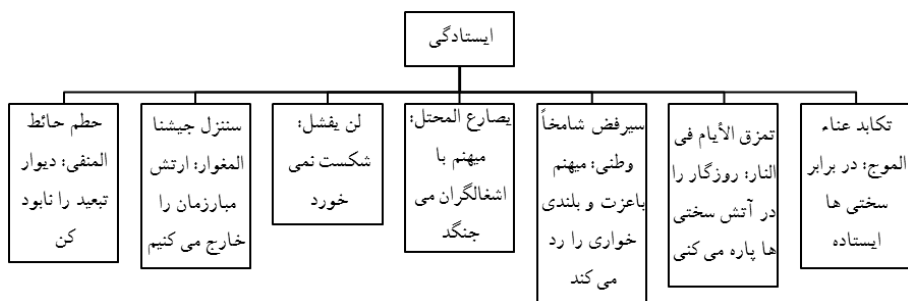 ایستادگی
تکابد عناء
الموج: در برابر
سختی ها
ایستاده
تمزق الأیام فی
النار: روزگار را
در آتش سختی
ها پاره می کنی
سیرفض شامخاً
وطنی: میهنم
باعزت و بلندی
خواری را رد
می کند
یصارع المحتل:
میهنم با
اشغالگران می
جنگد
لن یفشل:
شکست نمی
خورد
سننزل جیشنا
المغوار: ارتش
مبارزمان را
خارج می کنیم
حطم حائط
المنفی: دیوار
تبعید را نابود
کن